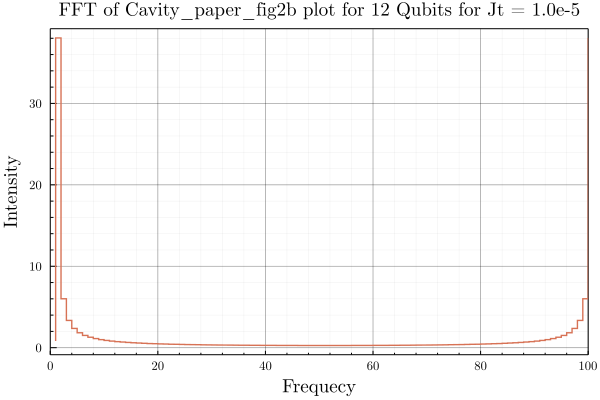 FFT of Cavity_paper_fig2b plot for 12 Qubits for Jt = 1.0e-5
Intensity
30
20
10
0
0 20 40 60 80 100
Frequecy